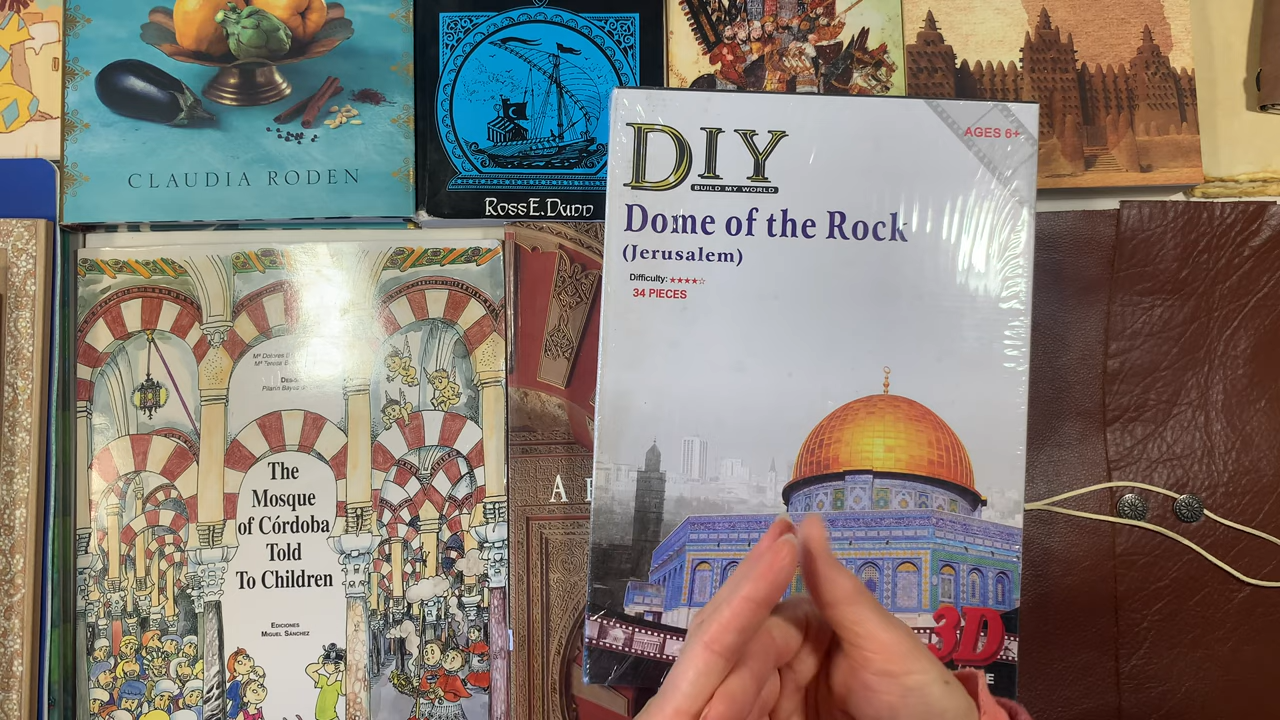 CLAUDIA RODEN
ROSS E. DUNN
DIY
BUILD MY WORLD
AGES 6+
Dome of the Rock
(Jerusalem)
Difficulty: ★★★★☆
34 PIECES
3D
The
Mosque
of Córdoba
Told
To Children
EDICIONES
MIGUEL SÁNCHEZ